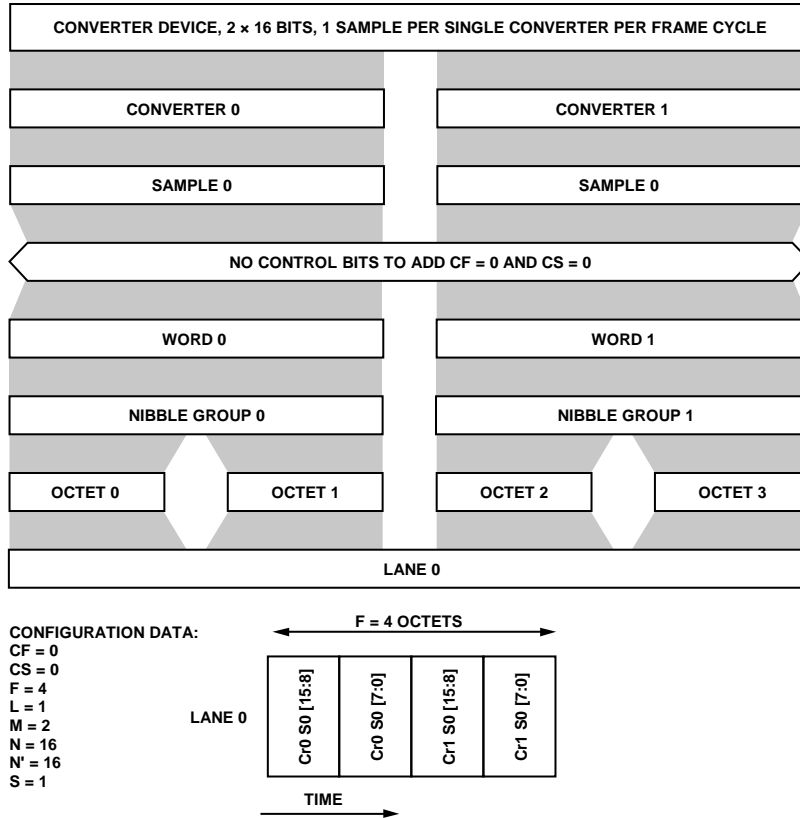 CONVERTER DEVICE, 2 × 16 BITS, 1 SAMPLE PER SINGLE CONVERTER PER FRAME CYCLE
CONVERTER 0
CONVERTER 1
SAMPLE 0
SAMPLE 0
NO CONTROL BITS TO ADD CF = 0 AND CS = 0
WORD 0
WORD 1
NIBBLE GROUP 0
NIBBLE GROUP 1
OCTET 0
OCTET 1
OCTET 2
OCTET 3
LANE 0
CONFIGURATION DATA:
CF = 0
CS = 0
F = 4
L = 1
M = 2
N = 16
N' = 16
S = 1
F = 4 OCTETS
LANE 0
Cr0 S0 [15:8]
Cr0 S0 [7:0]
Cr1 S0 [15:8]
Cr1 S0 [7:0]
TIME